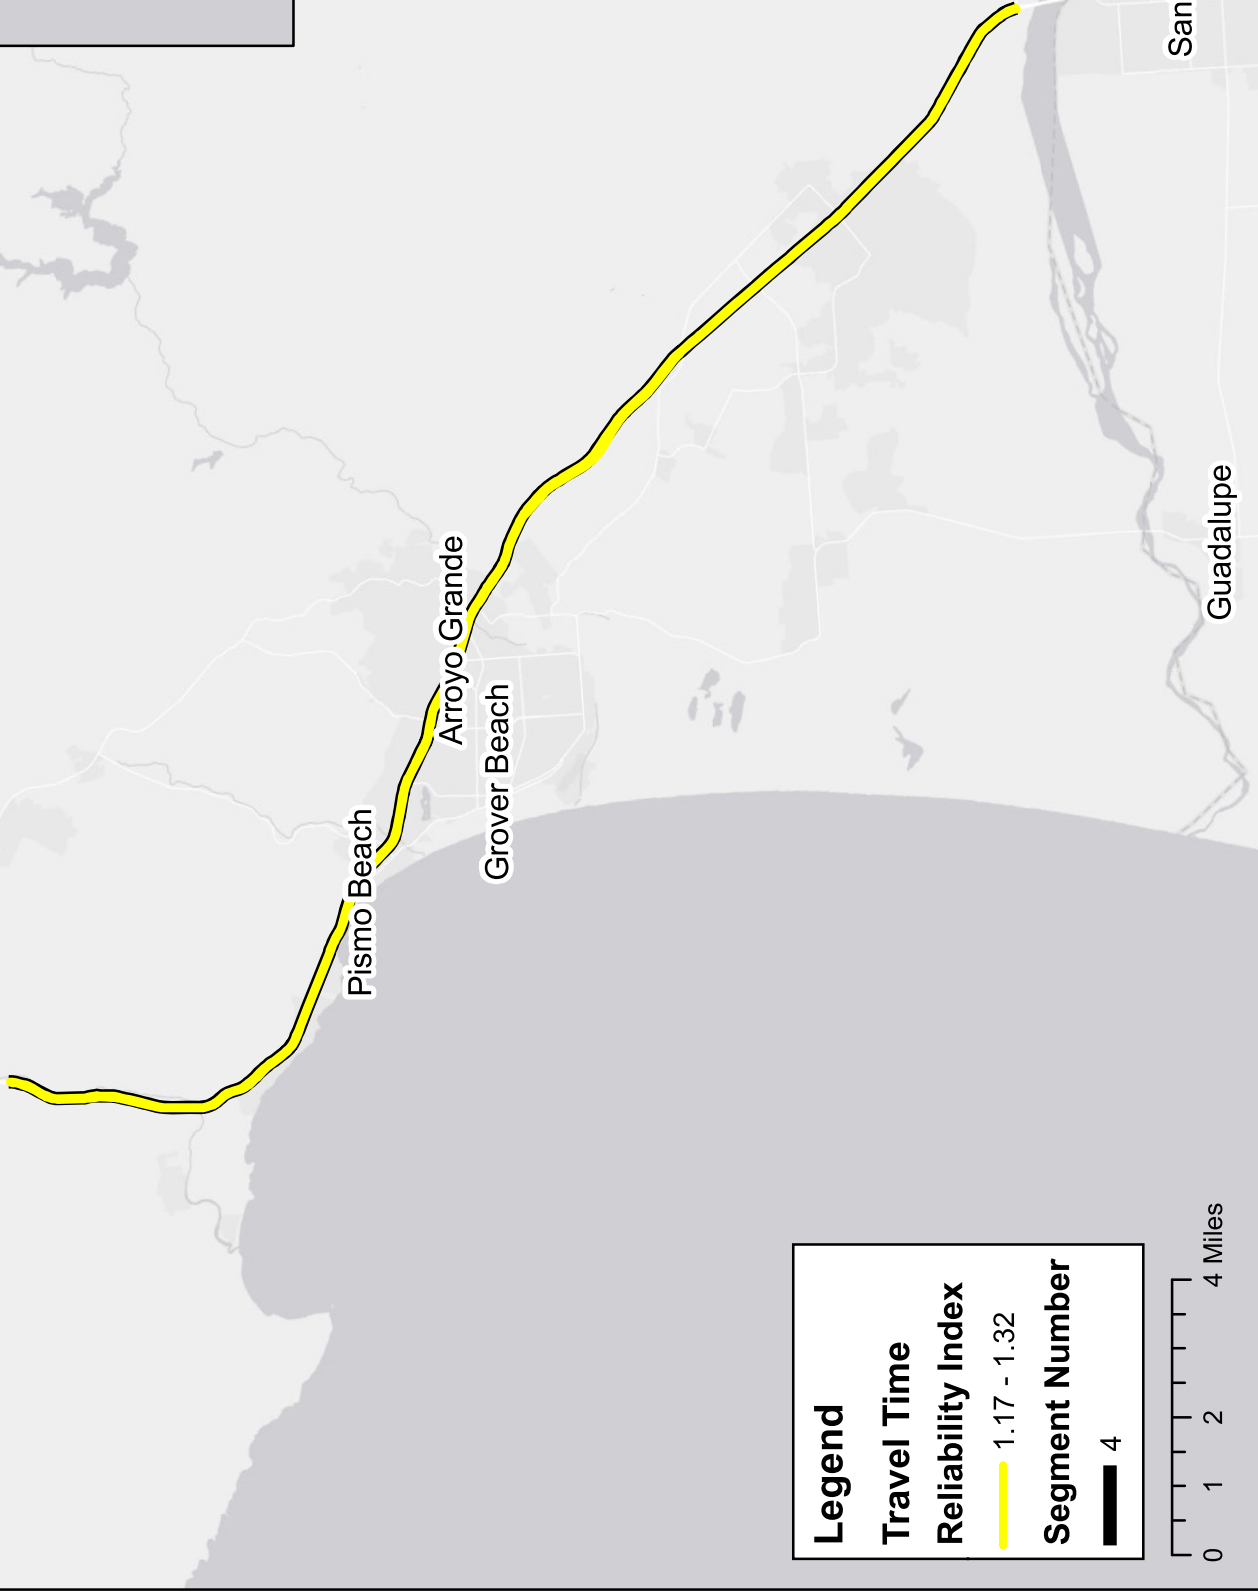 Pismo Beach
Arroyo Grande
Grover Beach
Guadalupe
San
Legend
Travel Time
Reliability Index
1.17 - 1.32
Segment Number
4
0 1 2 4 Miles